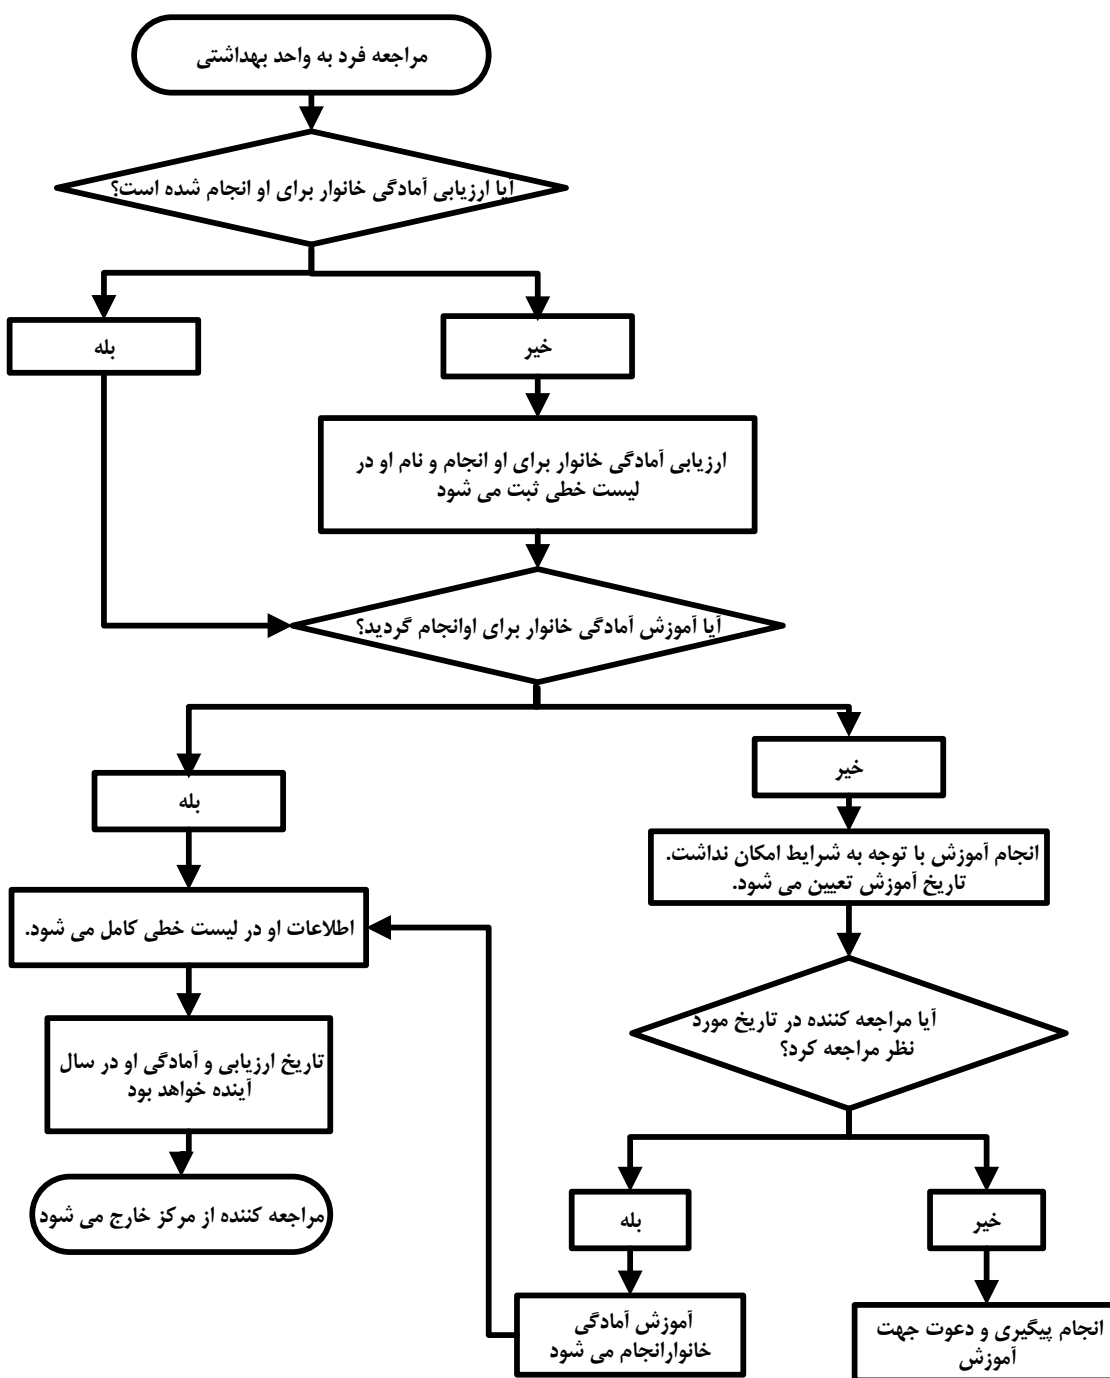 مراجعه فرد به واحد بهداشتی
آیا ارزیابی آمادگی خانوار برای او انجام شده است؟
بله
خیر
ارزیابی آمادگی خانوار برای او انجام و نام او در
لیست خطی ثبت می شود
آیا آموزش آمادگی خانوار برای اوانجام گردید؟
خیر
بله
انجام آموزش با توجه به شرایط امکان نداشت.
تاریخ آموزش تعیین می شود.
اطلاعات او در لیست خطی کامل می شود.
آیا مراجعه کننده در تاریخ مورد
نظر مراجعه کرد؟
تاریخ ارزیابی و آمادگی او در سال
آینده خواهد بود
مراجعه کننده از مرکز خارج می شود
بله
خیر
آموزش آمادگی
خانوارانجام می شود
انجام پیگیری و دعوت جهت
آموزش